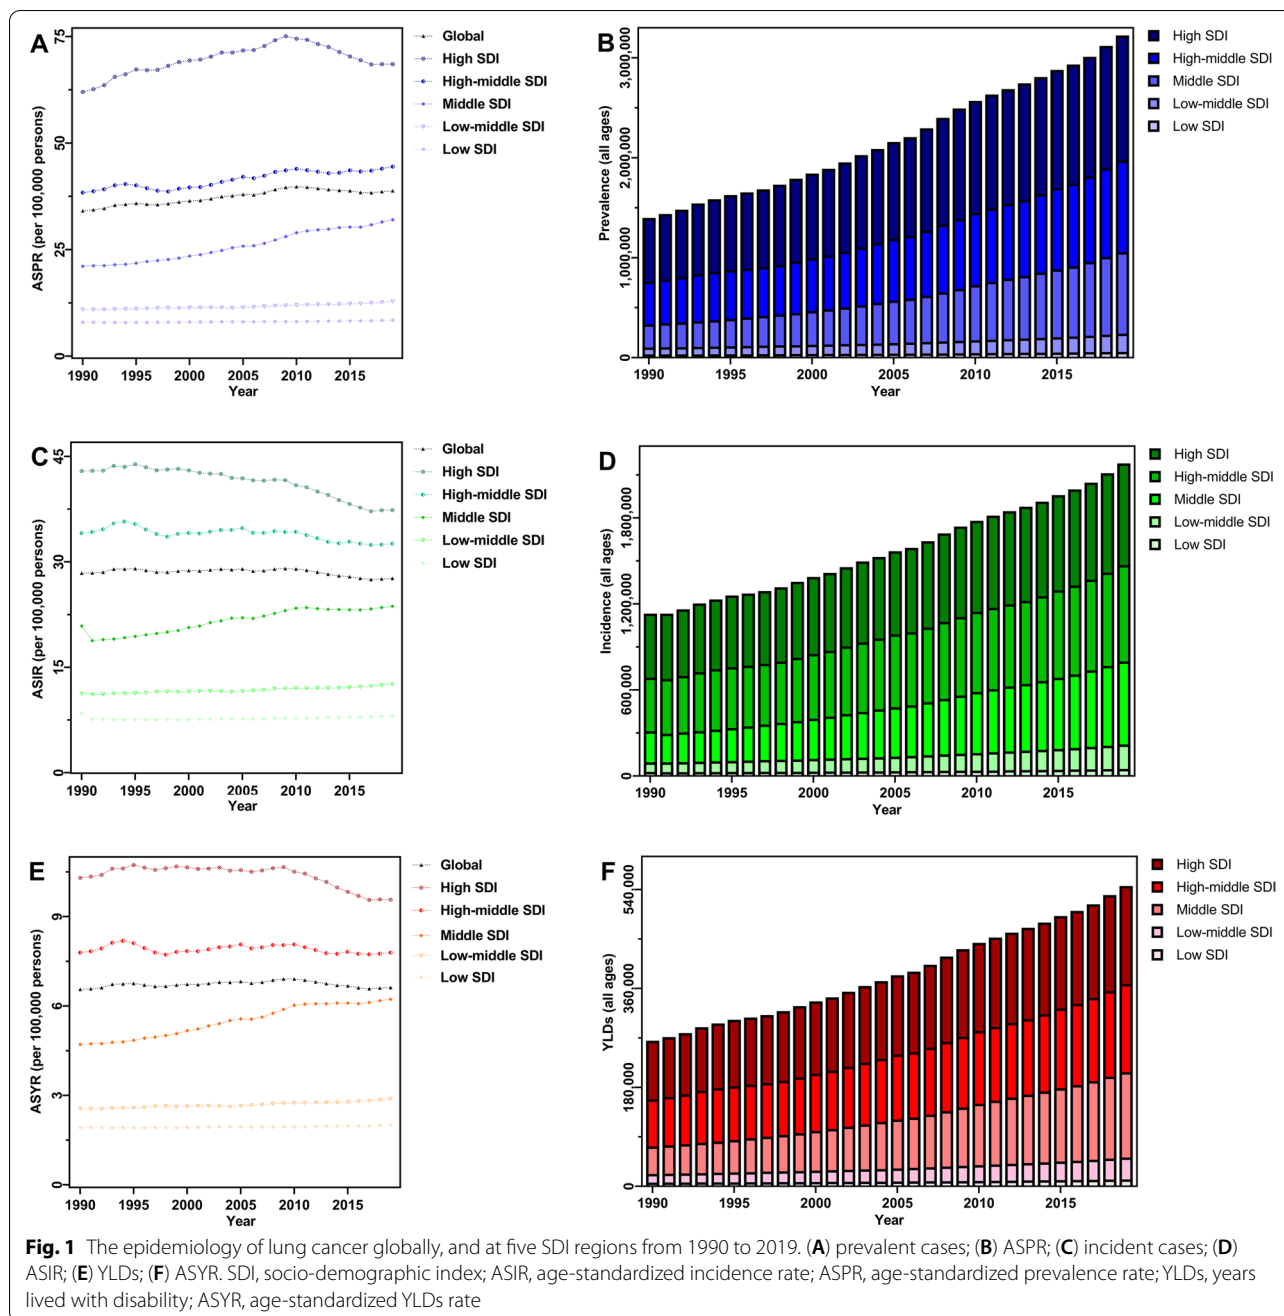 A
75
50
25
0
ASPR (per 100,000 persons)
1990 1995 2000 2005 2010 2015
Year
Global
High SDI
High-middle SDI
Middle SDI
Low-middle SDI
Low SDI
B
3,000,000
2,000,000
1,000,000
0
Prevalence (all ages)
1990 1995 2000 2005 2010 2015
Year
High SDI
High-middle SDI
Middle SDI
Low-middle SDI
Low SDI
C
45
30
15
0
ASIR (per 100,000 persons)
1990 1995 2000 2005 2010 2015
Year
Global
High SDI
High-middle SDI
Middle SDI
Low-middle SDI
Low SDI
D
1,800,000
1,200,000
600,000
0
Incidence (all ages)
1990 1995 2000 2005 2010 2015
Year
High SDI
High-middle SDI
Middle SDI
Low-middle SDI
Low SDI
E
9
6
3
0
ASYR (per 100,000 persons)
1990 1995 2000 2005 2010 2015
Year
Global
High SDI
High-middle SDI
Middle SDI
Low-middle SDI
Low SDI
F
540,000
360,000
180,000
0
YLDs (all ages)
1990 1995 2000 2005 2010 2015
Year
High SDI
High-middle SDI
Middle SDI
Low-middle SDI
Low SDI
Fig. 1 The epidemiology of lung cancer globally, and at five SDI regions from 1990 to 2019. (A) prevalent cases; (B) ASPR; (C) incident cases; (D)
ASIR; (E) YLDs; (F) ASYR. SDI, socio-demographic index; ASIR, age-standardized incidence rate; ASPR, age-standardized prevalence rate; YLDs, years
lived with disability; ASYR, age-standardized YLDs rate